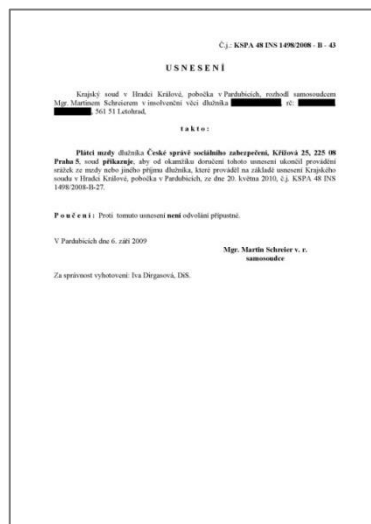 Č.j.: KSPA 48 INS 1498/2008 - B - 43
U S N E S E N Í
Krajský soud v Hradci Králové, pobočka v Pardubicích, rozhodl samosoudcem
Mgr. Martinem Schreierem v insolvenční věci dlužníka , rč:
, 561 51 Letohrad,
t a k t o :
Plátci mzdy dlužníka České správě sociálního zabezpečení, Křížová 25, 225 08
Praha 5, soud přikazuje, aby od okamžiku doručení tohoto usnesení ukončil provádění
srážek ze mzdy nebo jiného příjmu dlužníka, které prováděl na základě usnesení Krajského
soudu v Hradci Králové, pobočka v Pardubicích, ze dne 20. května 2010, č.j. KSPA 48 INS
1498/2008-B-27.
P o u č e n í : Proti tomuto usnesení není odvolání přípustné.
V Pardubicích dne 6. září 2009
Mgr. Martin Schreier v. r.
samosoudce
Za správnost vyhotovení: Iva Dirgasová, DiS.